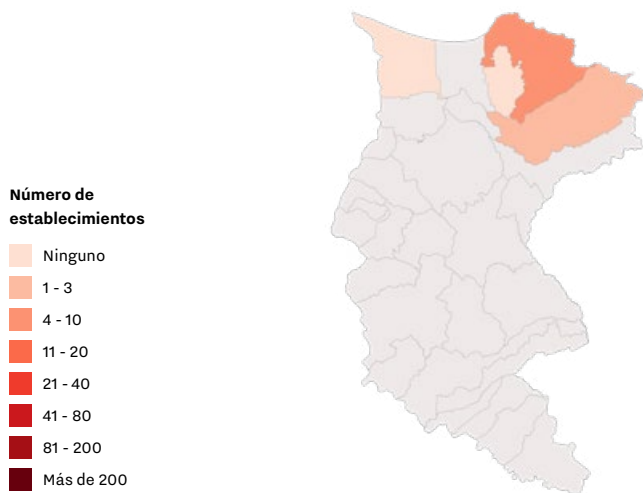 Número de
establecimientos
Ninguno
1 - 3
4 - 10
11 - 20
21 - 40
41 - 80
81 - 200
Más de 200